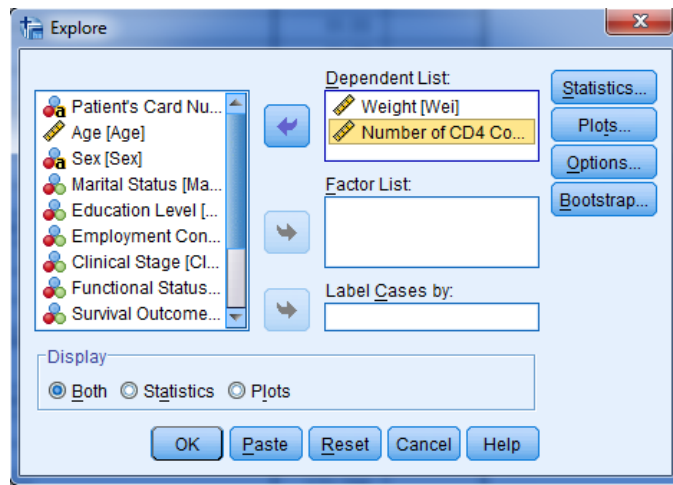 Explore
Dependent List:
Patient's Card Nu...
Age [Age]
Sex [Sex]
Marital Status [Ma...
Education Level [...
Employment Con...
Clinical Stage [Cl...
Functional Status...
Survival Outcome...
Weight [Wei]
Number of CD4 Co...
Factor List:
Label Cases by:
Statistics...
Plots...
Options...
Bootstrap...
Display
Both Statistics Plots
OK Paste Reset Cancel Help